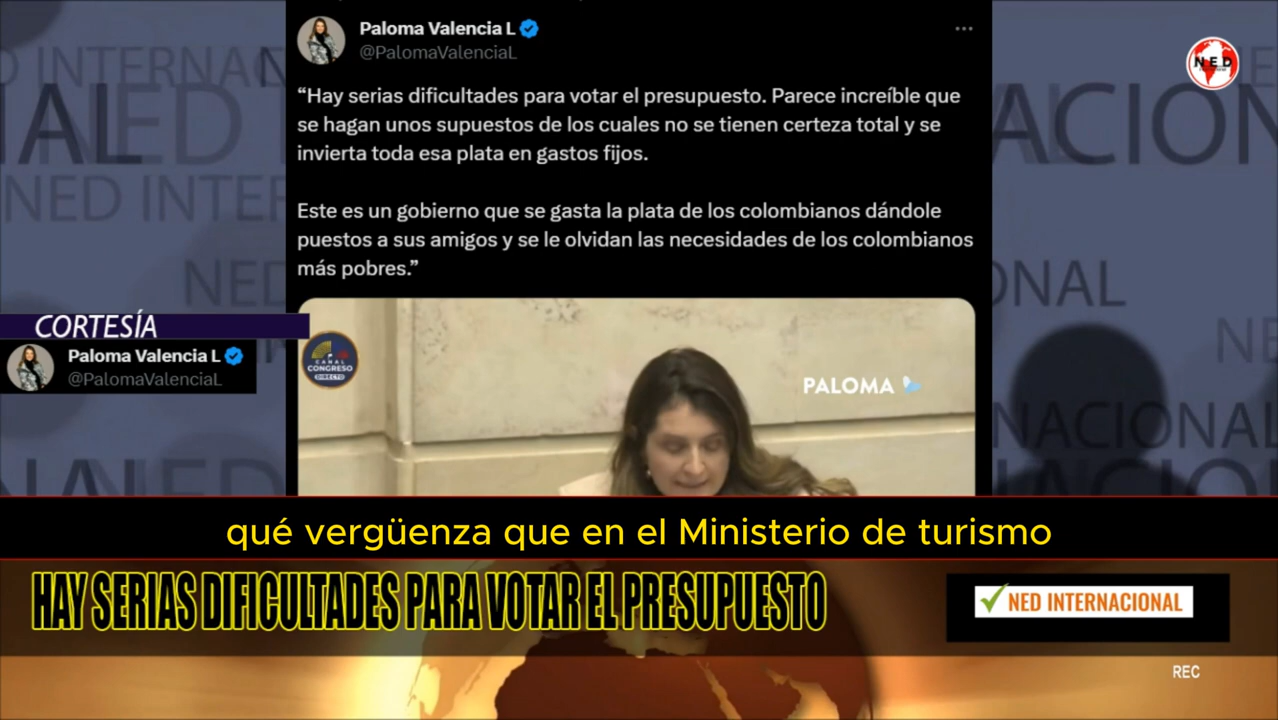 Paloma Valencia L
@PalomaValenciaL
NED
“Hay serias dificultades para votar el presupuesto. Parece increíble que
se hagan unos supuestos de los cuales no se tienen certeza total y se
invierta toda esa plata en gastos fijos.
Este es un gobierno que se gasta la plata de los colombianos dándole
puestos a sus amigos y se le olvidan las necesidades de los colombianos
más pobres.”
CORTESÍA
Paloma Valencia L
@PalomaValenciaL
CANAL
CONGRESO
DIRECTO
PALOMA
qué vergüenza que en el Ministerio de turismo
HAY SERIAS DIFICULTADES PARA VOTAR EL PRESUPUESTO
NED INTERNACIONAL
REC